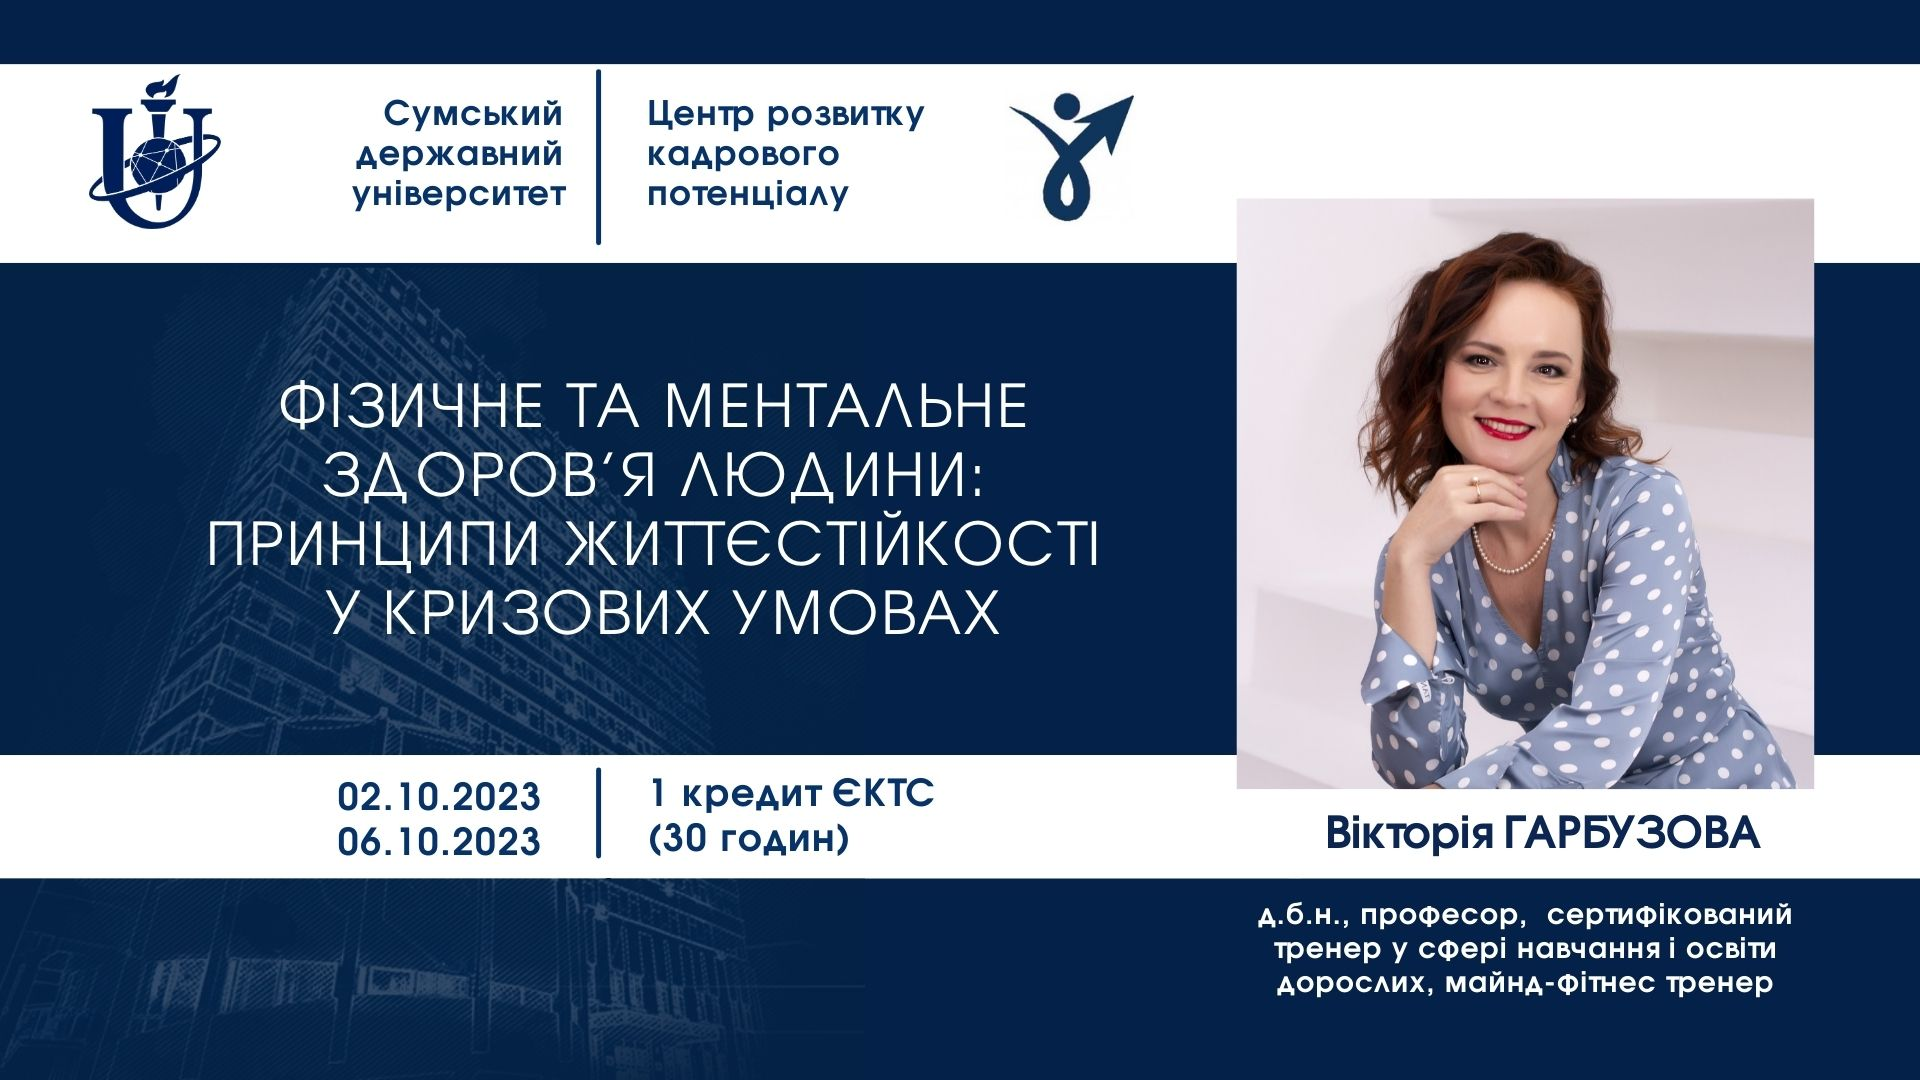 Сумський
державний
університет
Центр розвитку
кадрового
потенціалу
ФІЗИЧНЕ ТА МЕНТАЛЬНЕ
ЗДОРОВ’Я ЛЮДИНИ:
ПРИНЦИПИ ЖИТТЄСТІЙКОСТІ
У КРИЗОВИХ УМОВАХ
02.10.2023
06.10.2023
1 кредит ЄКТС
(30 годин)
Вікторія ГАРБУЗОВА
д.б.н., професор, сертифікований
тренер у сфері навчання і освіти
дорослих, майнд-фітнес тренер